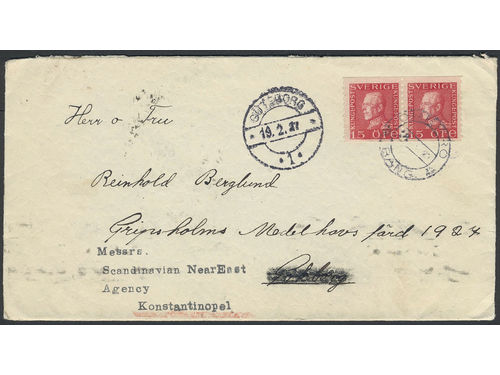 SVERIGE SVERIGE
15 ÖRE 15 ÖRE
GÖTEBORG
19.2.27
1
Herr o Fru
Reinhold Berglund
Gripsholms Medelhavsfärd 1927
Messrs.
Scandinavian NearEast
Agency
Konstantinopel